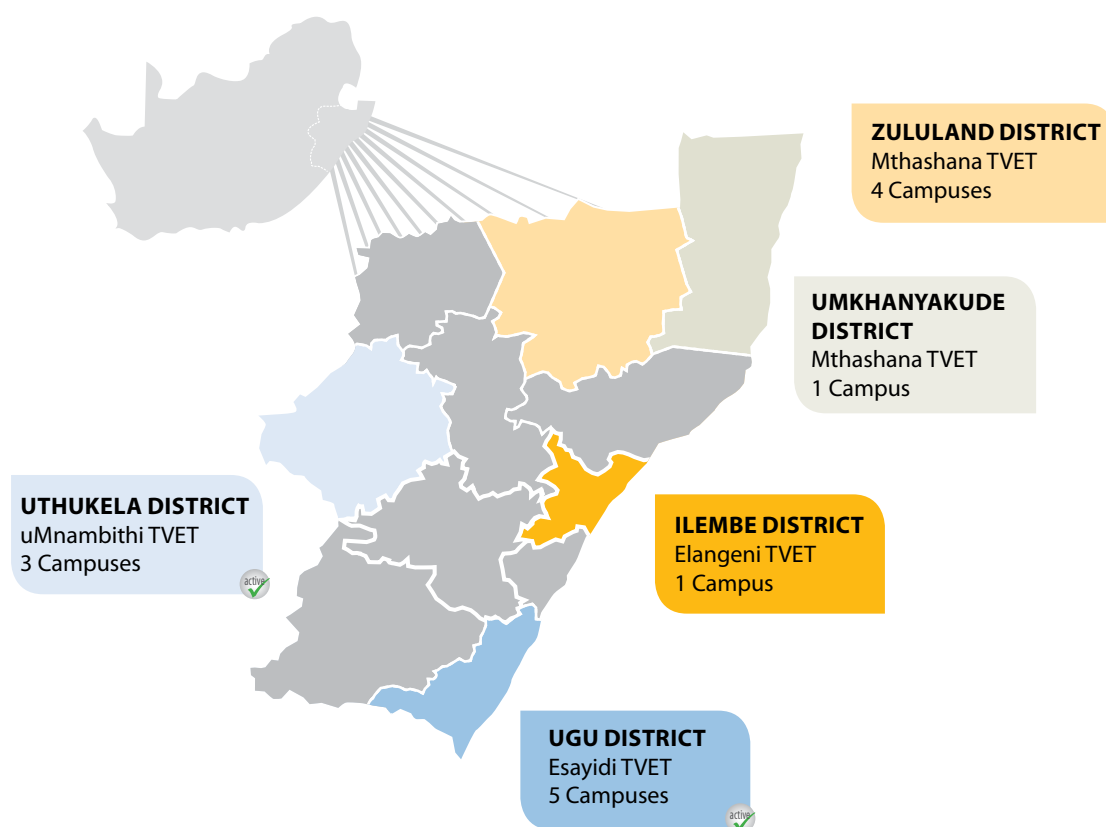 ZULULAND DISTRICT
Mthashana TVET
4 Campuses
UMKHANYAKUDE
DISTRICT
Mthashana TVET
1 Campus
UTHUKELA DISTRICT
uMnambithi TVET
3 Campuses
active
ILEMBE DISTRICT
Elangeni TVET
1 Campus
UGU DISTRICT
Esayidi TVET
5 Campuses
active